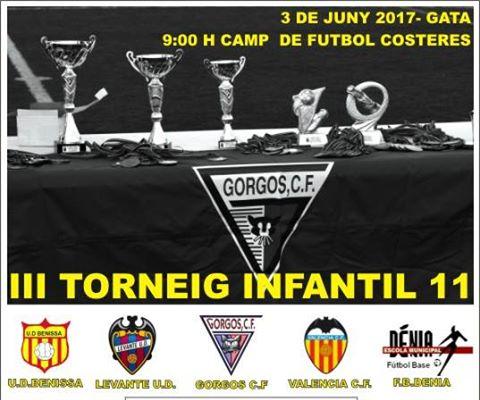 3 DE JUNY 2017- GATA
9:00 H CAMP DE FUTBOL COSTERES
GORGOS,C.F.
III TORNEIG INFANTIL 11
U.D BENISSA
LEVANTE U.D.
GORGOS,C.F.
VALENCIA C.F.
DÉNIA
ESCOLA MUNICIPAL
Fútbol Base
U.D.BENISSA
LEVANTE U.D.
GORGOS C.F
VALENCIA C.F.
F.B.DENIA